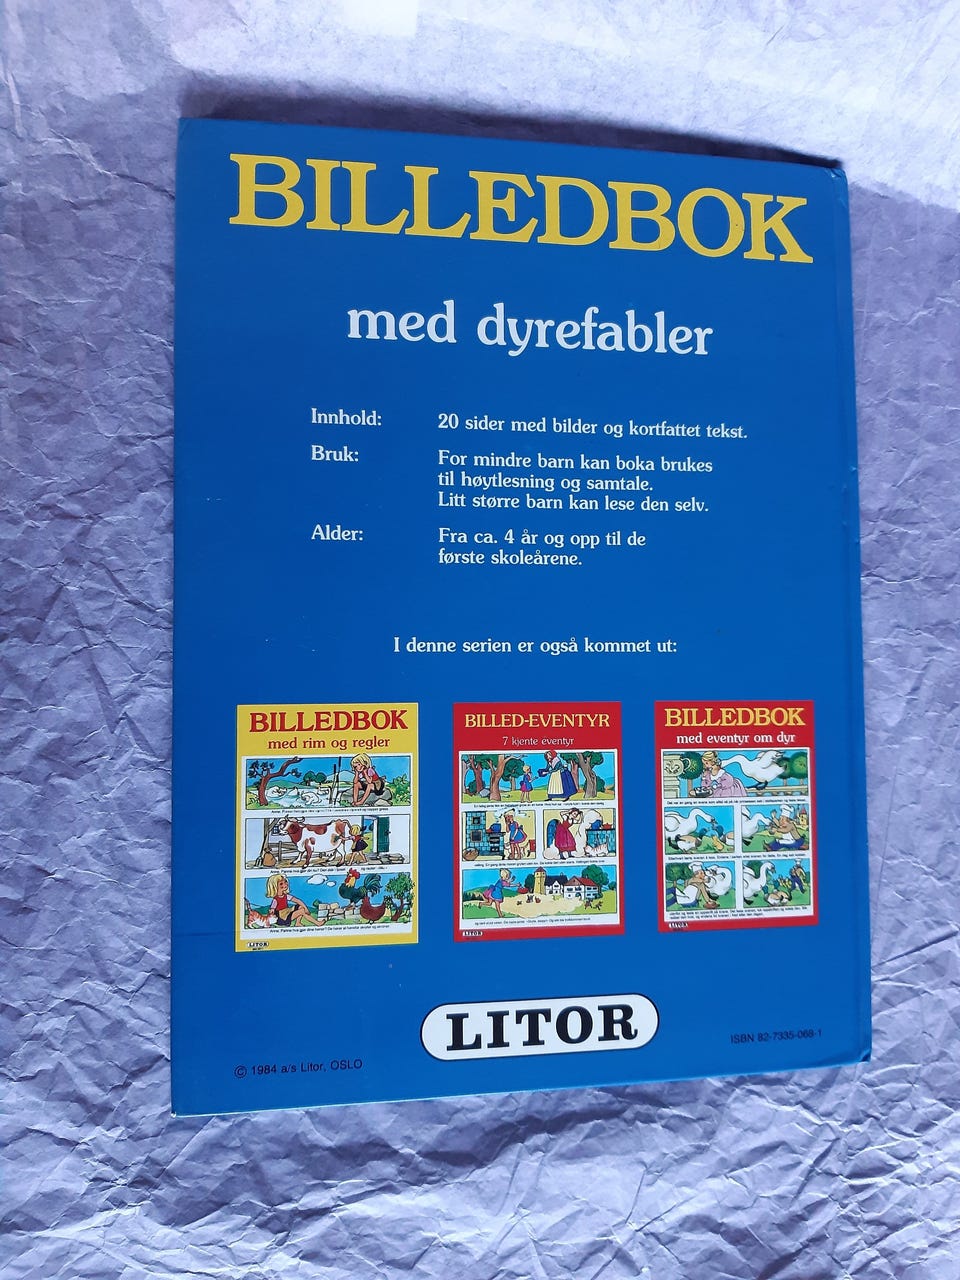 BILLEDBOK
med dyrefabler
Innhold: 20 sider med bilder og kortfattet tekst.
Bruk: For mindre barn kan boka brukes
til høytlesning og samtale.
Litt større barn kan lese den selv.
Alder: Fra ca. 4 år og opp til de
første skoleårene.
I denne serien er også kommet ut:
BILLEDBOK
med rim og regler
LITOR
BILLED-EVENTYR
7 kjente eventyr
LITOR
BILLEDBOK
med eventyr om dyr
LITOR
LITOR
© 1984 a/s Litor, OSLO
ISBN 82-7335-068-1